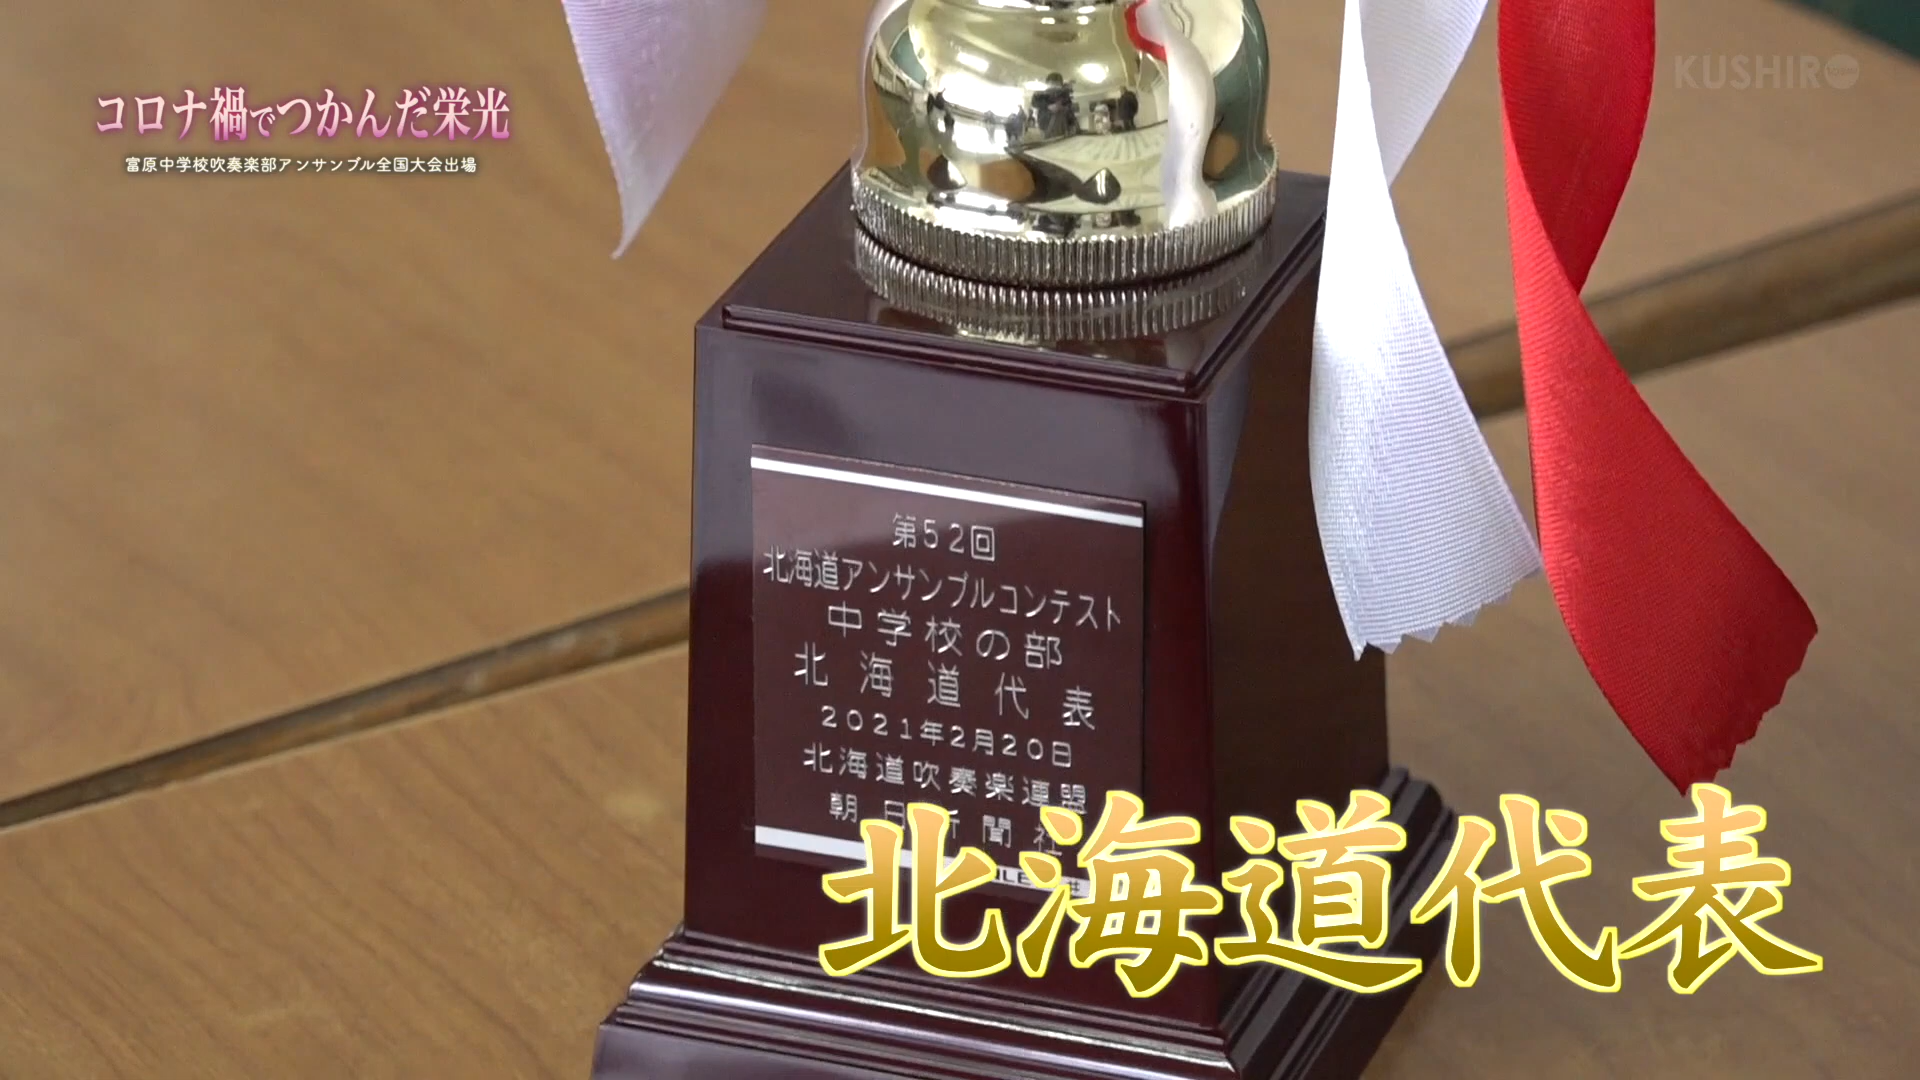 コロナ禍でつかんだ栄光
富原中学校吹奏楽部アンサンブル全国大会出場
KUSHIRO
第52回
北海道アンサンブルコンテスト
中学校の部
北海道代表
2021年2月20日
北海道吹奏楽連盟
朝日新聞社
北海道代表